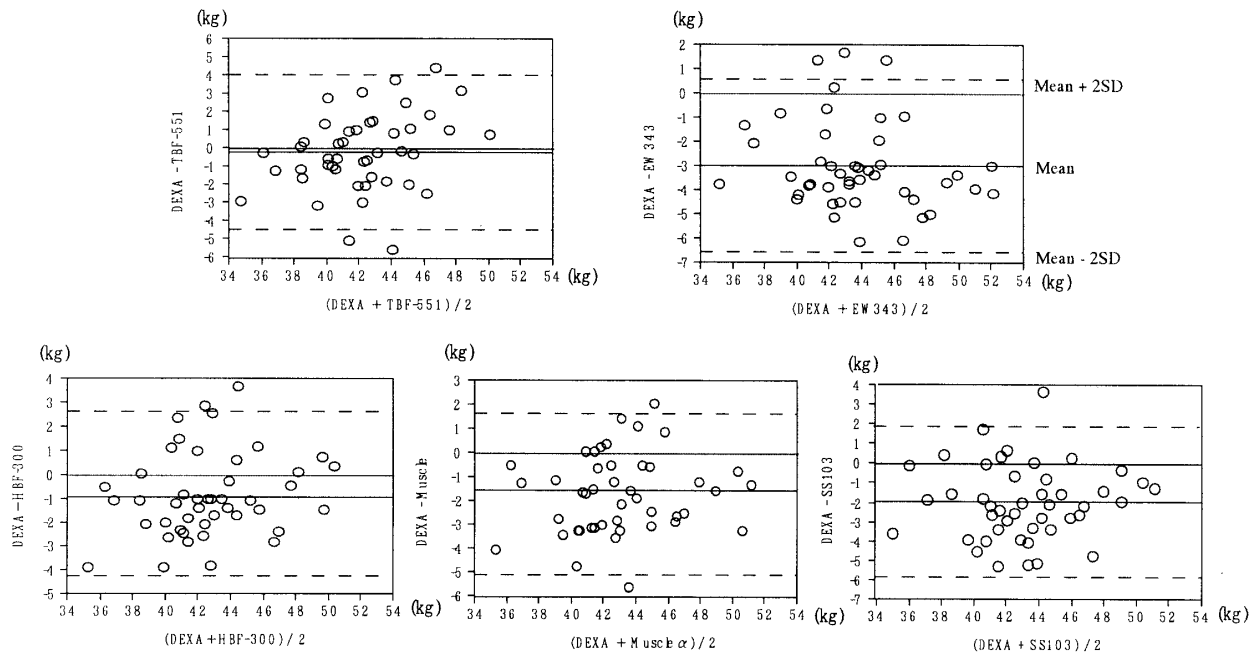 (kg)
6
5
4
3
2
1
0
-1
-2
-3
-4
-5
-6
DEXA -TBF-551
34 36 38 40 42 44 46 48 50 52 54 (kg)
(DEXA + TBF-551) / 2
(kg)
2
1
0
-1
-2
-3
-4
-5
-6
-7
DEXA -EW 343
Mean + 2SD
Mean
Mean - 2SD
34 36 38 40 42 44 46 48 50 52 54
(kg)
(DEXA + EW 343) / 2
(kg)
4
3
2
1
0
-1
-2
-3
-4
-5
DEXA -HBF-300
34 36 38 40 42 44 46 48 50 52 54 (kg)
(DEXA +HBF-300) / 2
(kg)
3
2
1
0
-1
-2
-3
-4
-5
-6
DEXA -Muscle
34 36 38 40 42 44 46 48 50 52 54 (kg)
(DEXA + Muscle α) / 2
(kg)
4
3
2
1
0
-1
-2
-3
-4
-5
-6
-7
DEXA -SS103
34 36 38 40 42 44 46 48 50 52 54 (kg)
(DEXA + SS103) / 2